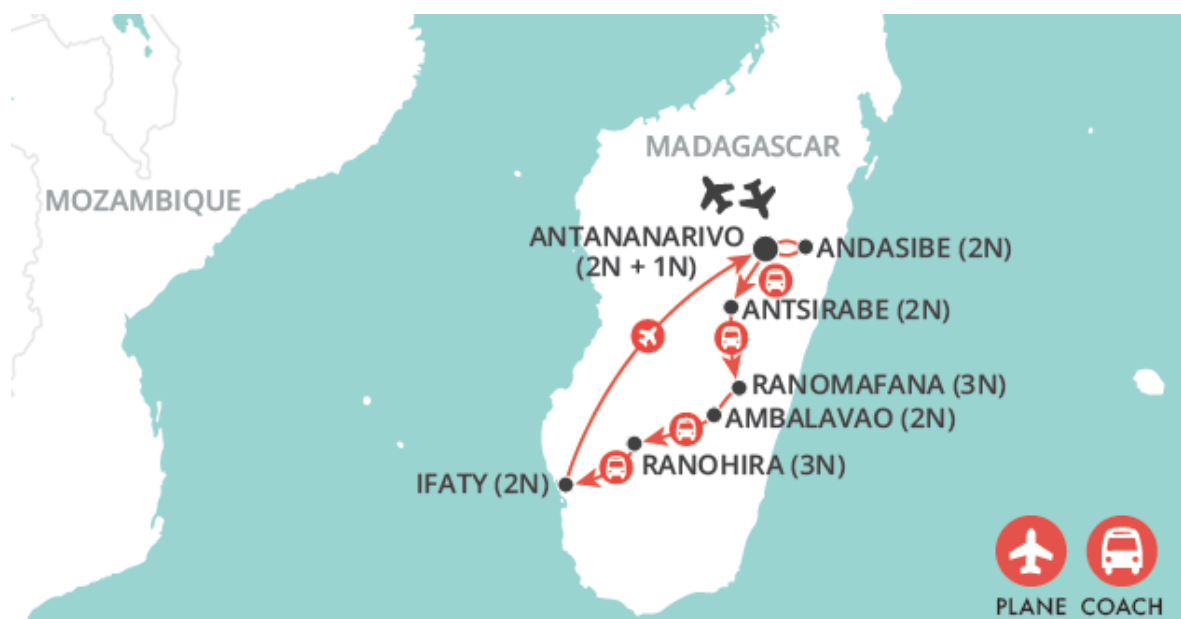 MADAGASCAR
MOZAMBIQUE
ANTANANARIVO
(2N + 1N)
ANDASIBE (2N)
ANTSIRABE (2N)
RANOMAFANA (3N)
AMBALAVAO (2N)
RANOHIRA (3N)
IFATY (2N)
PLANE COACH